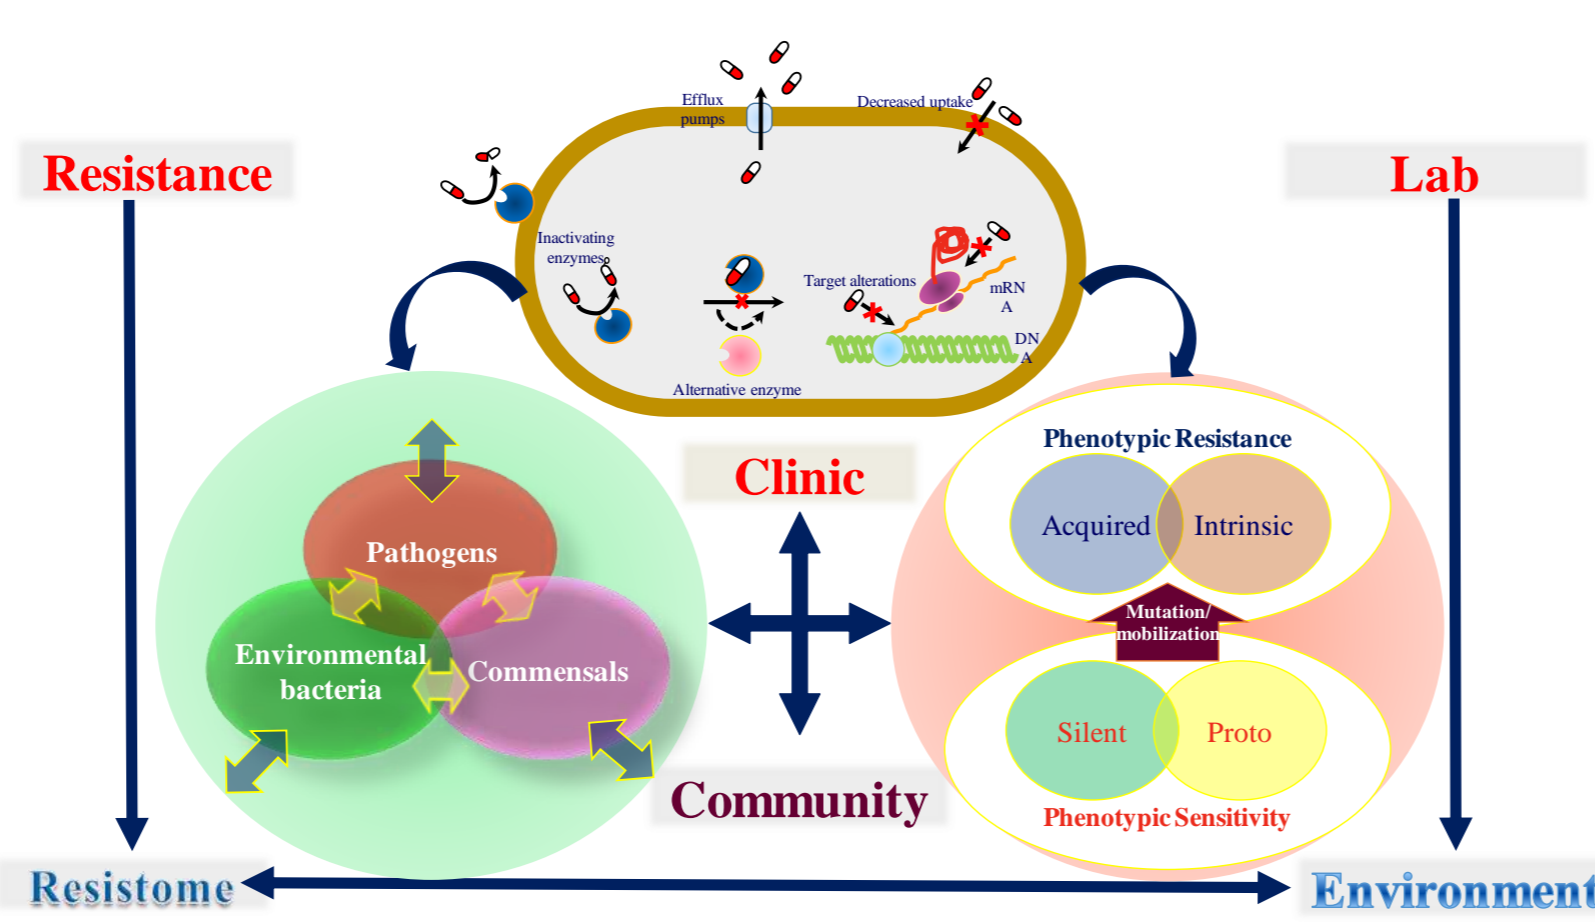 Efflux
pumps
Decreased uptake
Resistance
Lab
Inactivating
enzymes
Target alterations
mRN
A
DN
A
Alternative enzyme
Phenotypic Resistance
Clinic
Acquired
Intrinsic
Pathogens
Mutation/
mobilization
Environmental
bacteria
Commensals
Silent
Proto
Community
Phenotypic Sensitivity
Resistome
Environment